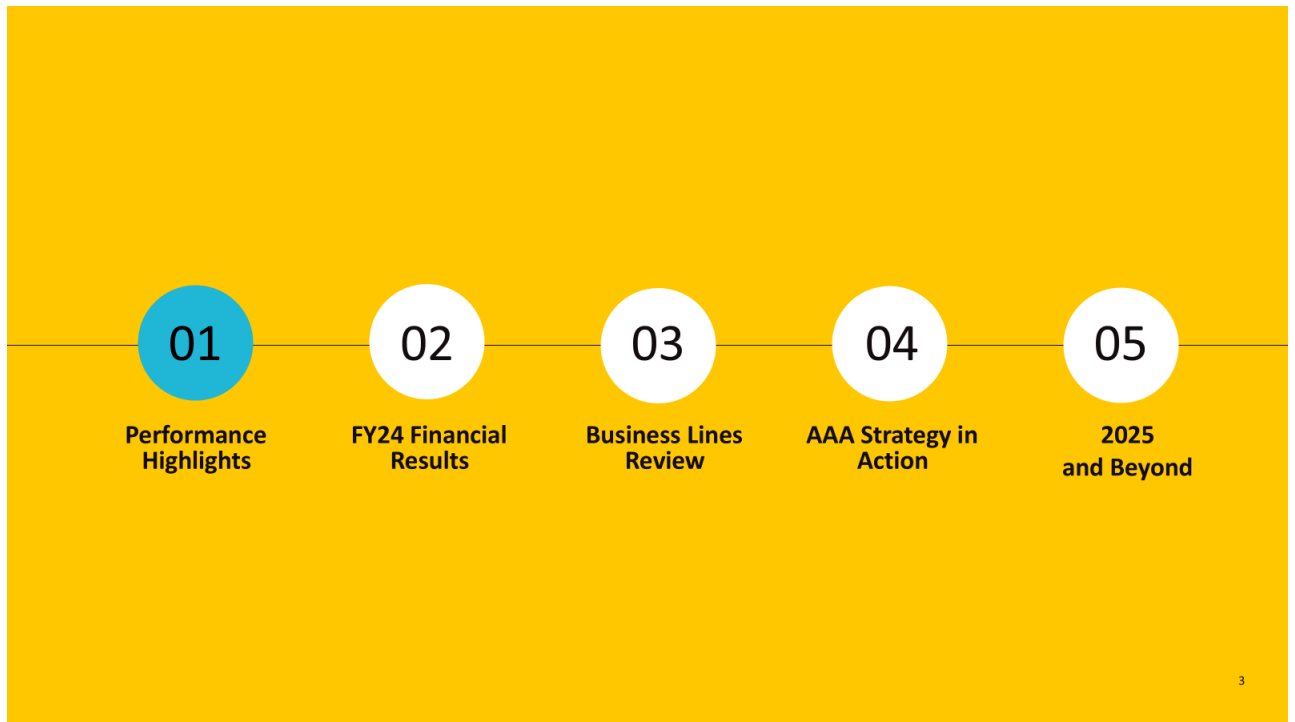 01
Performance
Highlights
02
FY24 Financial
Results
03
Business Lines
Review
04
AAA Strategy in
Action
05
2025
and Beyond
3